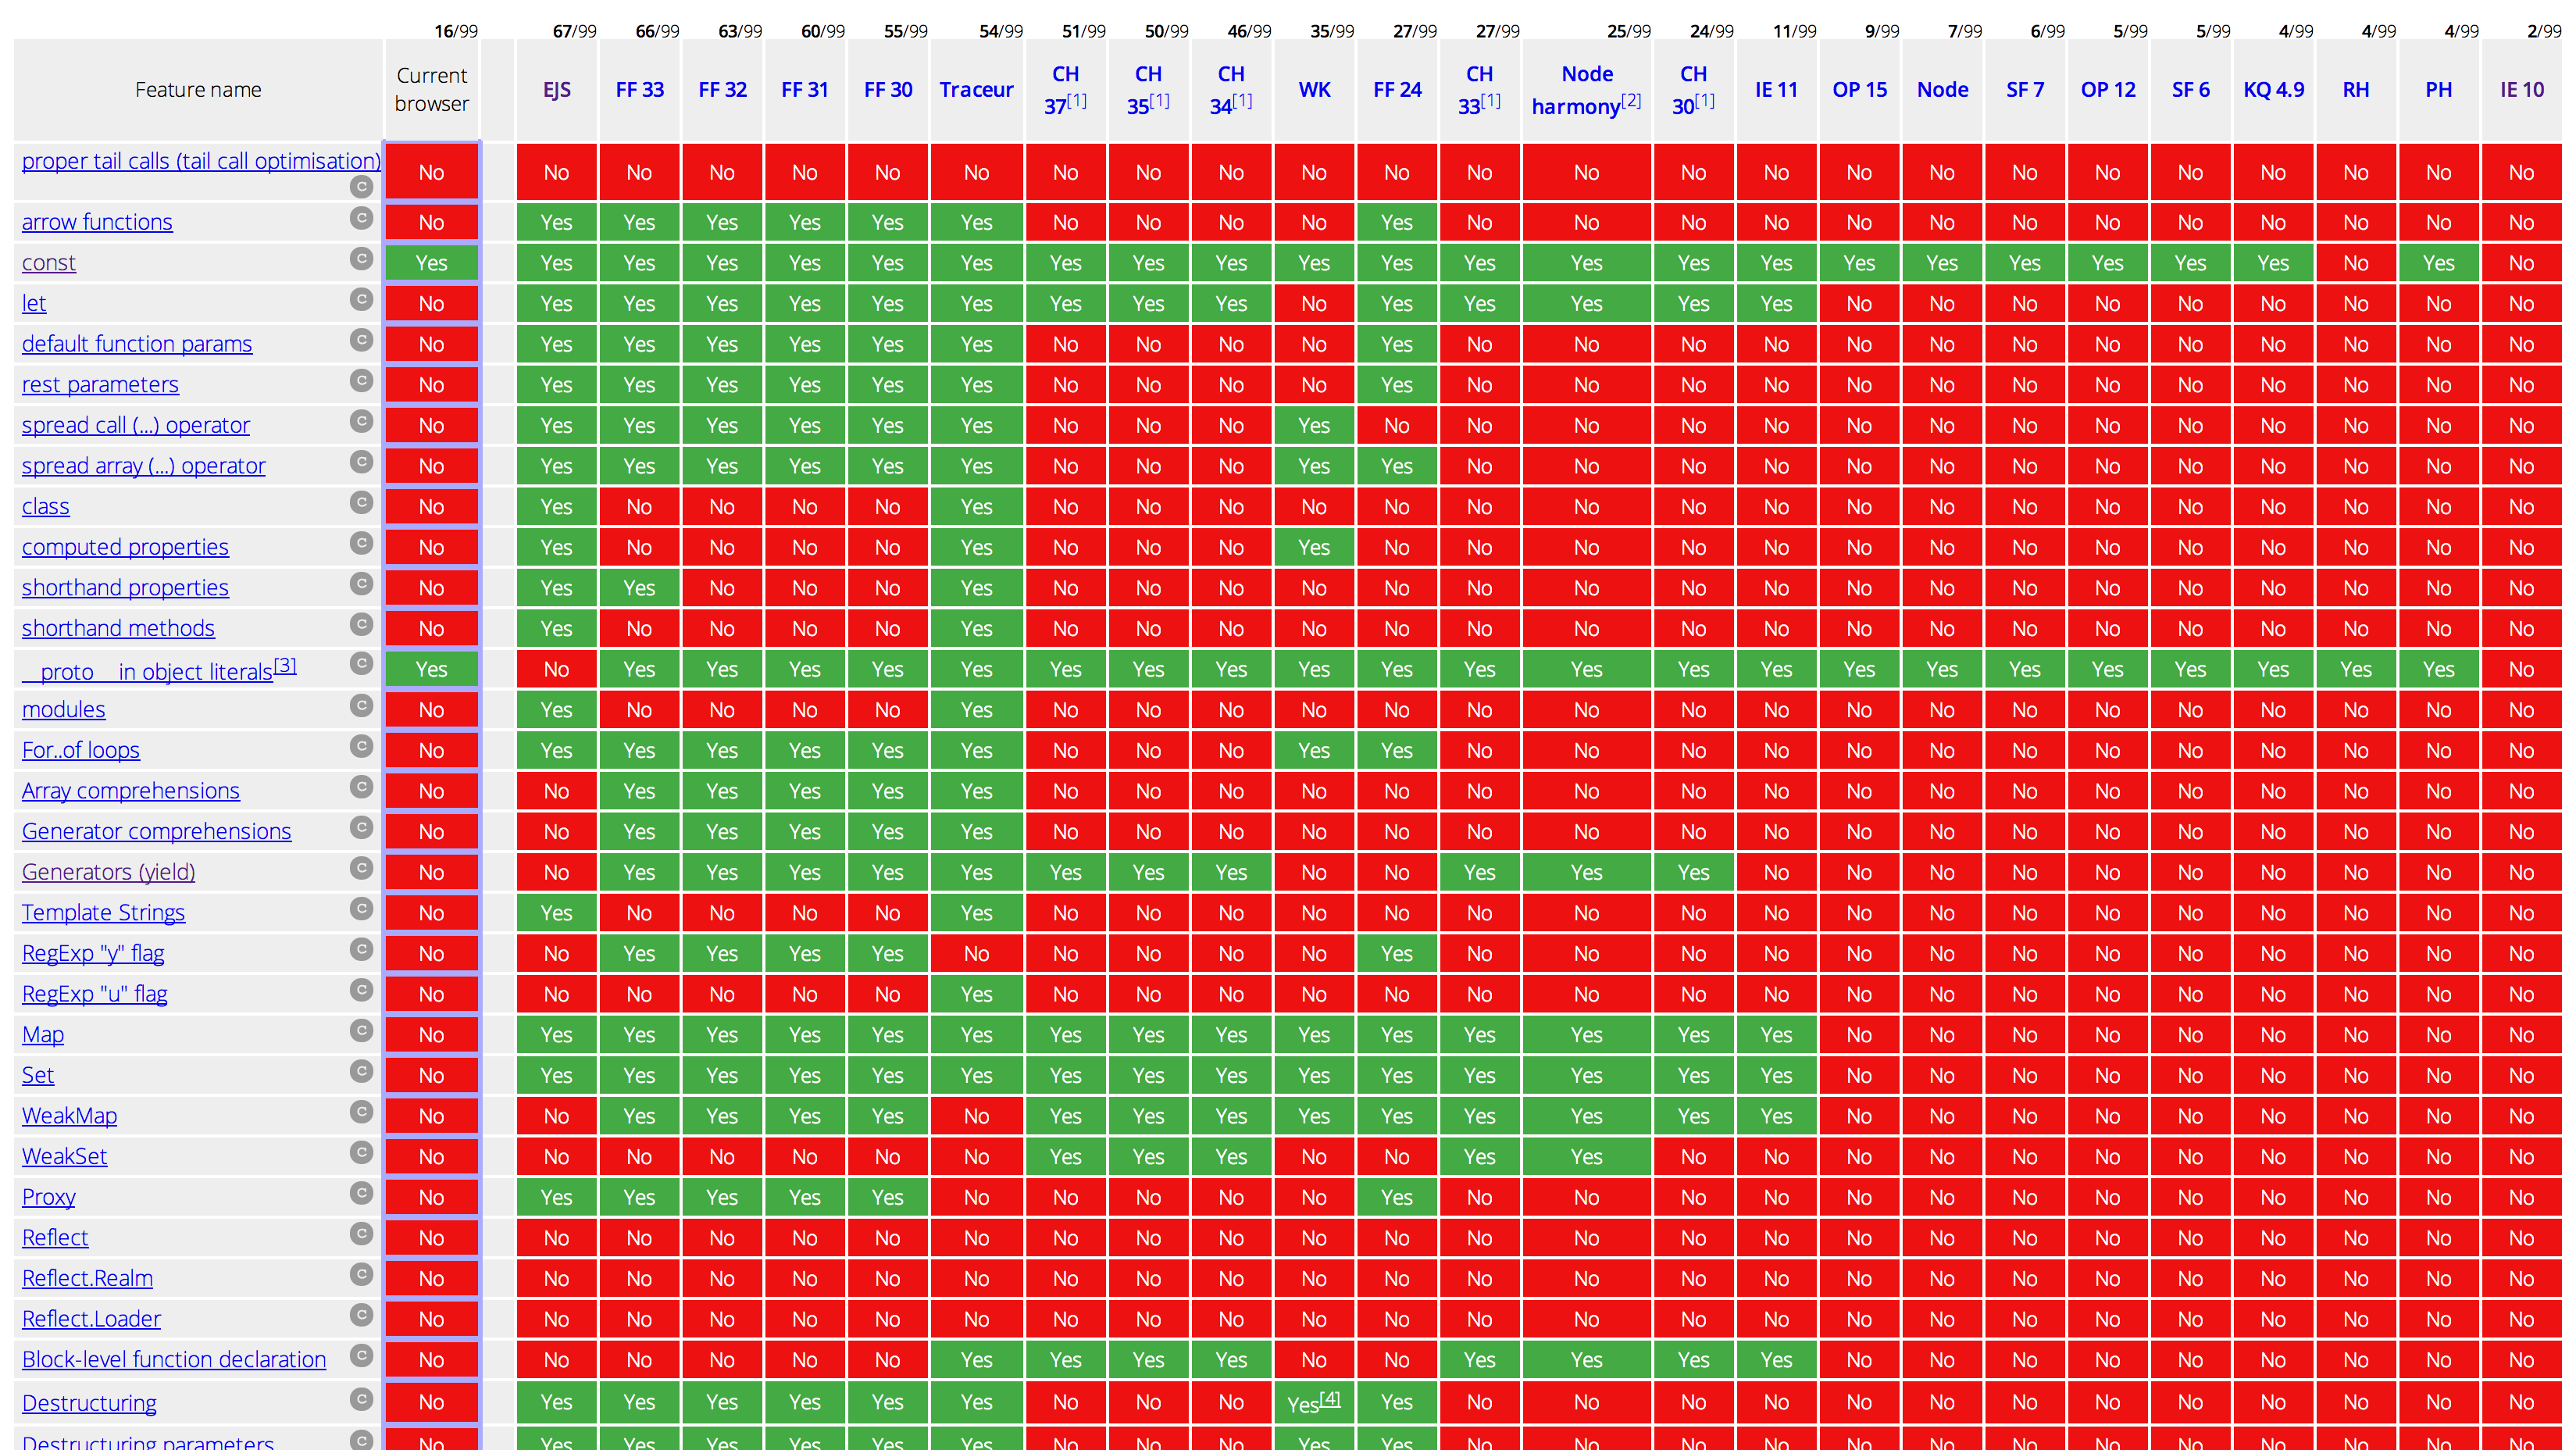 16/99 67/99 66/99 63/99 60/99 55/99 54/99 51/99 50/99 46/99 35/99 27/99 27/99 25/99 24/99 11/99 9/99 7/99 6/99 5/99 5/99 4/99 4/99 4/99 2/99
Feature name Current browser EJS FF 33 FF 32 FF 31 FF 30 Traceur CH 37[1] CH 35[1] CH 34[1] WK FF 24 CH 33[1] Node harmony[2] CH 30[1] IE 11 OP 15 Node SF 7 OP 12 SF 6 KQ 4.9 RH PH IE 10
proper tail calls (tail call optimisation) C No No No No No No No No No No No No No No No No No No No No No No No No No
arrow functions C No Yes Yes Yes Yes Yes Yes No No No No Yes No No No No No No No No No No No No No
const C Yes Yes Yes Yes Yes Yes Yes Yes Yes Yes Yes Yes Yes Yes Yes Yes Yes Yes Yes Yes Yes Yes No Yes No
let C No Yes Yes Yes Yes Yes Yes Yes Yes Yes No Yes Yes Yes Yes Yes No No No No No No No No No
default function params C No Yes Yes Yes Yes Yes Yes No No No No Yes No No No No No No No No No No No No No
rest parameters C No Yes Yes Yes Yes Yes Yes No No No No Yes No No No No No No No No No No No No No
spread call (...) operator C No Yes Yes Yes Yes Yes Yes No No No Yes No No No No No No No No No No No No No No
spread array (...) operator C No Yes Yes Yes Yes Yes Yes No No No Yes Yes No No No No No No No No No No No No No
class C No Yes No No No No Yes No No No No No No No No No No No No No No No No No No
computed properties C No Yes No No No No Yes No No No Yes No No No No No No No No No No No No No No
shorthand properties C No Yes Yes No No No Yes No No No No No No No No No No No No No No No No No No
shorthand methods C No Yes No No No No Yes No No No No No No No No No No No No No No No No No No
__proto__ in object literals[3] C Yes No Yes Yes Yes Yes Yes Yes Yes Yes Yes Yes Yes Yes Yes Yes Yes Yes Yes Yes Yes Yes Yes Yes No
modules C No Yes No No No No Yes No No No No No No No No No No No No No No No No No No
For..of loops C No Yes Yes Yes Yes Yes Yes No No No Yes Yes No No No No No No No No No No No No No
Array comprehensions C No No Yes Yes Yes Yes Yes No No No No No No No No No No No No No No No No No No
Generator comprehensions C No No Yes Yes Yes Yes Yes No No No No No No No No No No No No No No No No No No
Generators (yield) C No No Yes Yes Yes Yes Yes Yes Yes Yes No No Yes Yes Yes No No No No No No No No No No
Template Strings C No Yes No No No No Yes No No No No No No No No No No No No No No No No No No
RegExp "y" flag C No No Yes Yes Yes Yes No No No No No Yes No No No No No No No No No No No No No
RegExp "u" flag C No No No No No No Yes No No No No No No No No No No No No No No No No No No
Map C No Yes Yes Yes Yes Yes Yes Yes Yes Yes Yes Yes Yes Yes Yes Yes No No No No No No No No No
Set C No Yes Yes Yes Yes Yes Yes Yes Yes Yes Yes Yes Yes Yes Yes Yes No No No No No No No No No
WeakMap C No No Yes Yes Yes Yes No Yes Yes Yes Yes Yes Yes Yes Yes Yes No No No No No No No No No
WeakSet C No No No No No No No Yes Yes Yes No No Yes Yes No No No No No No No No No No No
Proxy C No Yes Yes Yes Yes Yes No No No No No Yes No No No No No No No No No No No No No
Reflect C No No No No No No No No No No No No No No No No No No No No No No No No No
Reflect.Realm C No No No No No No No No No No No No No No No No No No No No No No No No No
Reflect.Loader C No No No No No No No No No No No No No No No No No No No No No No No No No
Block-level function declaration C No No No No No No Yes Yes Yes Yes No No Yes Yes Yes Yes No No No No No No No No No
Destructuring C No Yes Yes Yes Yes Yes Yes No No No Yes[4] Yes No No No No No No No No No No No No No
Destructuring parameters C No Yes Yes Yes Yes Yes Yes No No No Yes Yes No No No No No No No No No No No No No